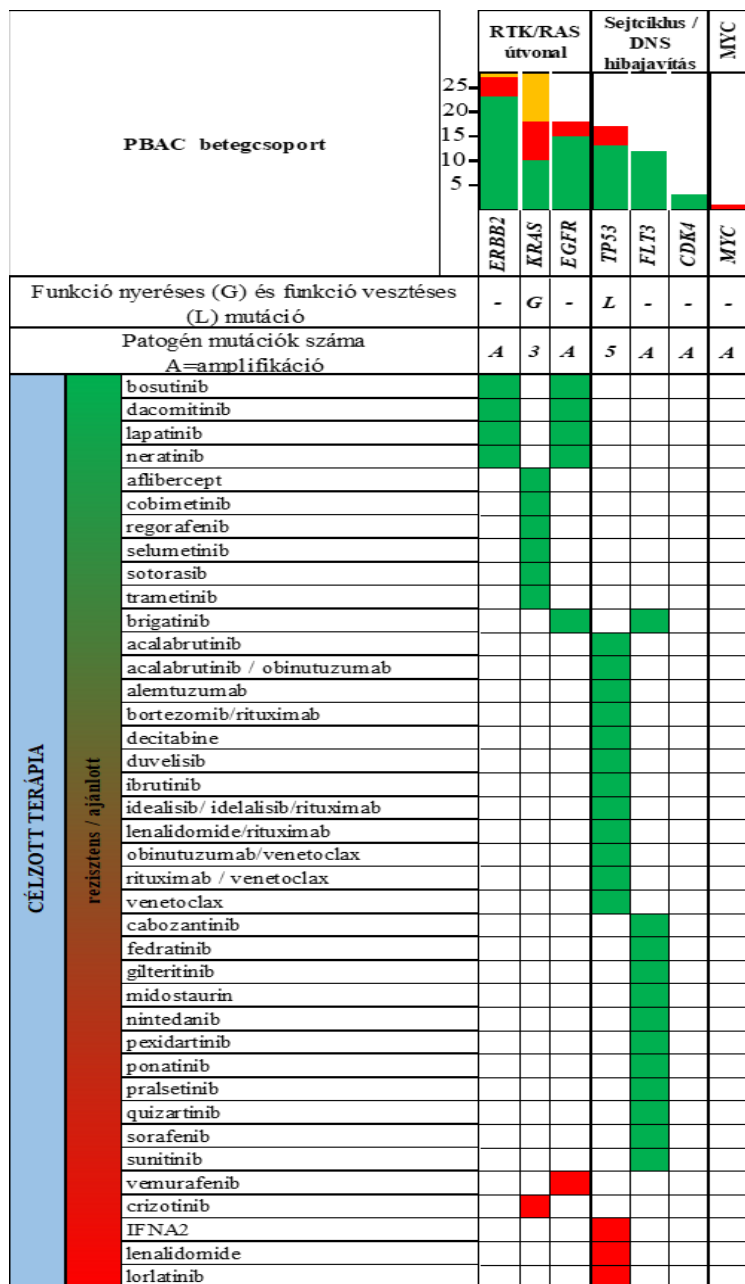 RTK/RAS
útvonal
Sejtciklus /
DNS
hibajavítás
MYC
PBAC betegcsoport
25
20
15
10
5
ERBB2
KRAS
EGFR
TP53
FLT3
CDK4
MYC
Funkció nyeréses (G) és funkció vesztéses
(L) mutáció
- G - L - - -
Patogén mutációk száma
A=amplifikáció
A 3 A 5 A A A
CÉLZOTT TERÁPIA
rezisztens / ajánlott
bosutinib
dacomitinib
lapatinib
neratinib
aflibercept
cobimetinib
regorafenib
selumetinib
sotorasib
trametinib
brigatinib
acalabrutinib
acalabrutinib / obinutuzumab
alemtuzumab
bortezomib/rituximab
decitabine
duvelisib
ibrutinib
idealisib/ idelalisib/rituximab
lenalidomide/rituximab
obinutuzumab/venetoclax
rituximab / venetoclax
venetoclax
cabozantinib
fedratinib
gilteritinib
midostaurin
nintedanib
pexidartinib
ponatinib
pralsetinib
quizartinib
sorafenib
sunitinib
vemurafenib
crizotinib
IFNA2
lenalidomide
lorlatinib